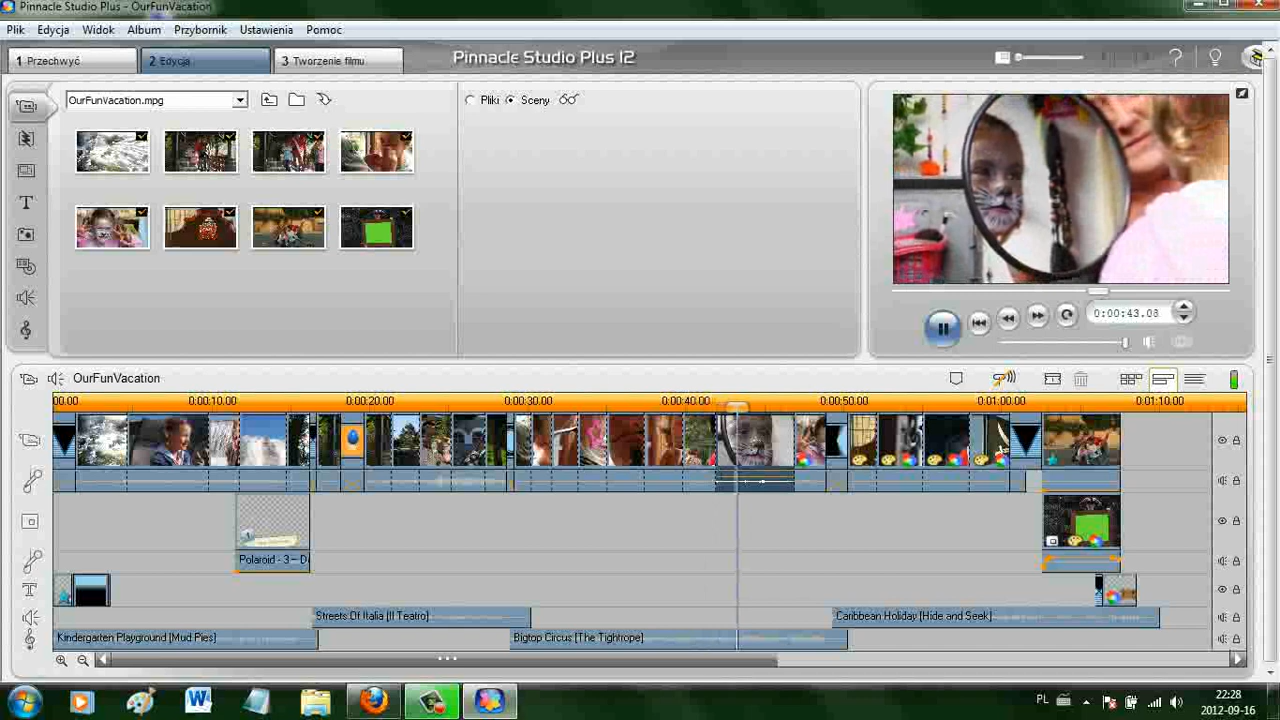 Pinnacle Studio Plus - OurFunVacation
Plik Edycja Widok Album Przybornik Ustawienia Pomoc
1 Przechwyć 2 Edycja 3 Tworzenie filmu Pinnacle Studio Plus 12
OurFunVacation.mpg Pliki Sceny
0:00:43.08
OurFunVacation
00.00 0:00:10.00 0:00:20.00 0:00:30.00 0:00:40.00 0:00:50.00 0:01:00.00 0:01:10.00
Polaroid - 3 – D
Streets Of Italia [Il Teatro] Caribbean Holiday [Hide and Seek]
Kindergarten Playground [Mud Pies] Bigtop Circus [The Tightrope]
PL 22:28
2012-09-16